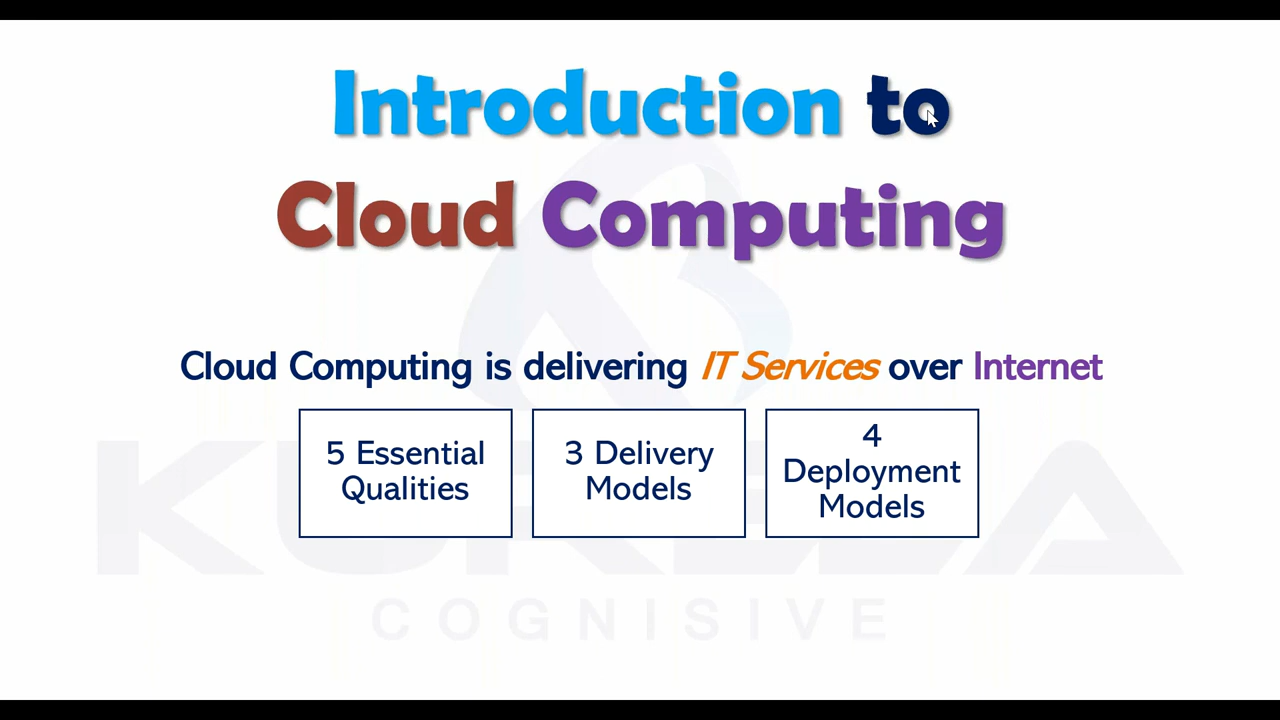 Introduction to
Cloud Computing
Cloud Computing is delivering IT Services over Internet
5 Essential
Qualities
3 Delivery
Models
4
Deployment
Models
COGNISIVE